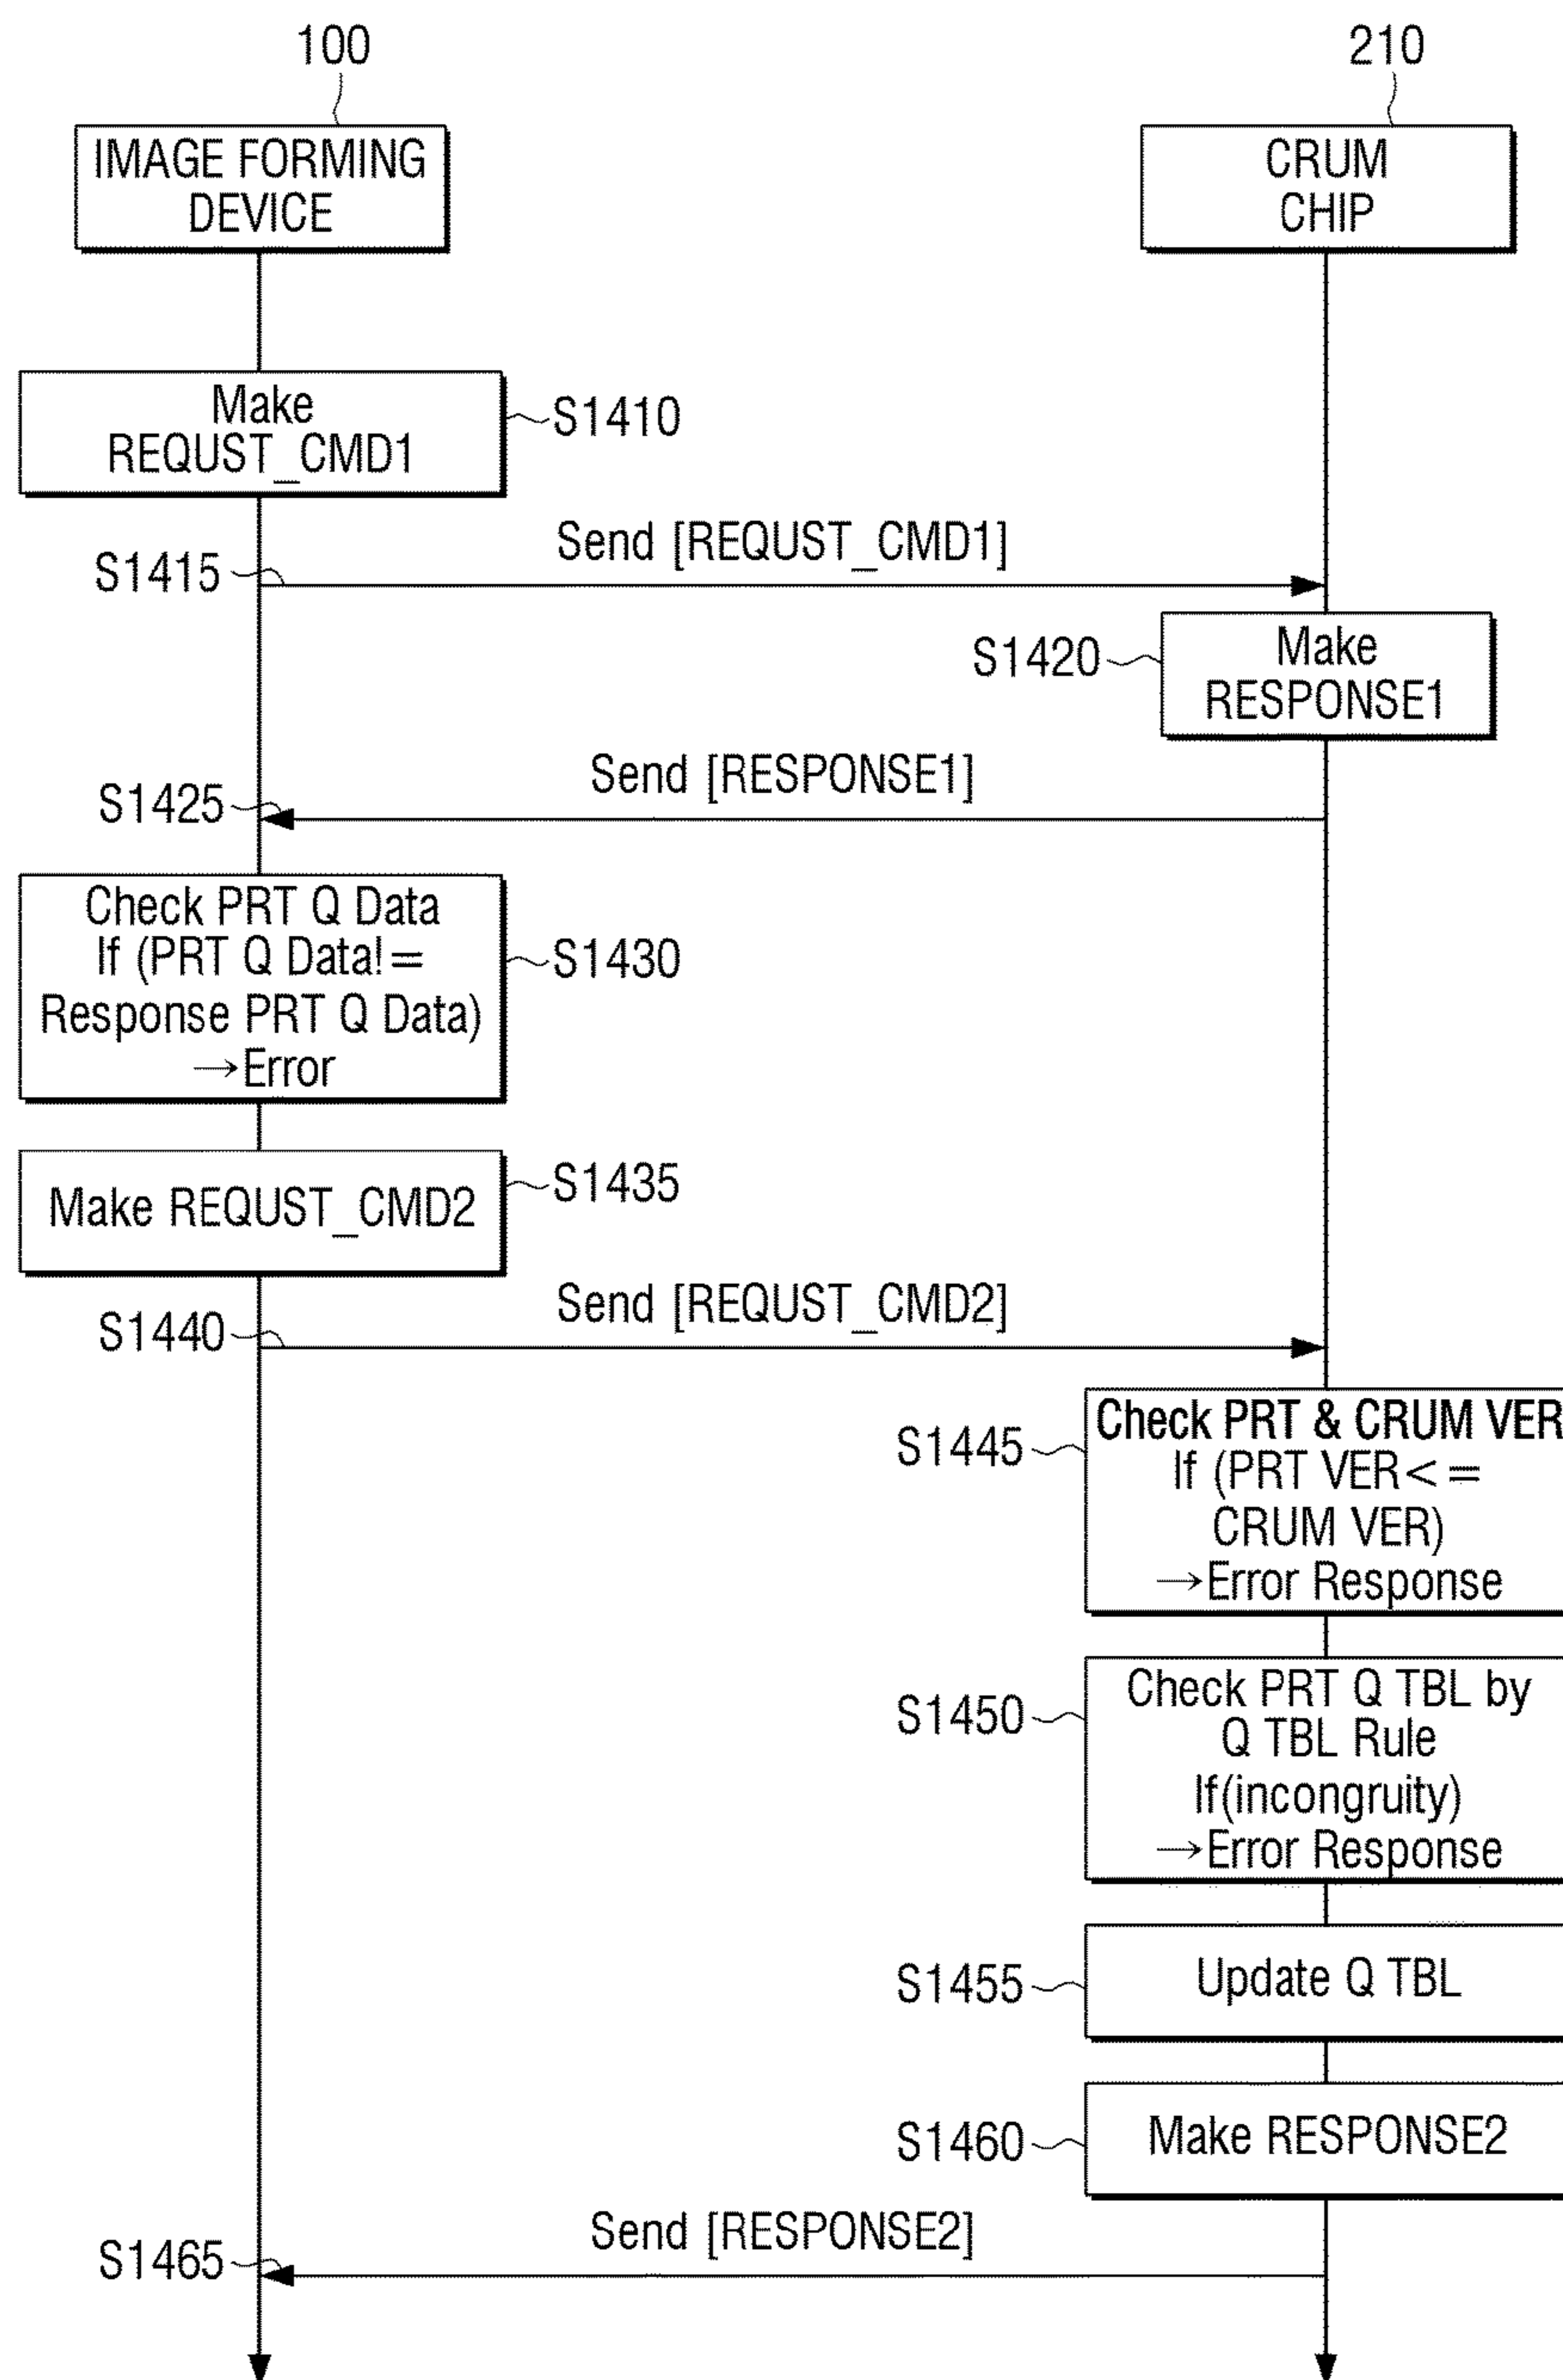 100
210
IMAGE FORMING
DEVICE
CRUM
CHIP
Make
REQUST_CMD1
S1410
Send [REQUST_CMD1]
S1415
S1420
Make
RESPONSE1
Send [RESPONSE1]
S1425
Check PRT Q Data
If (PRT Q Data!=
Response PRT Q Data)
→Error
S1430
Make REQUST_CMD2
S1435
Send [REQUST_CMD2]
S1440
S1445
Check PRT & CRUM VER
If (PRT VER<=
CRUM VER)
→Error Response
S1450
Check PRT Q TBL by
Q TBL Rule
If(incongruity)
→Error Response
S1455
Update Q TBL
S1460
Make RESPONSE2
Send [RESPONSE2]
S1465